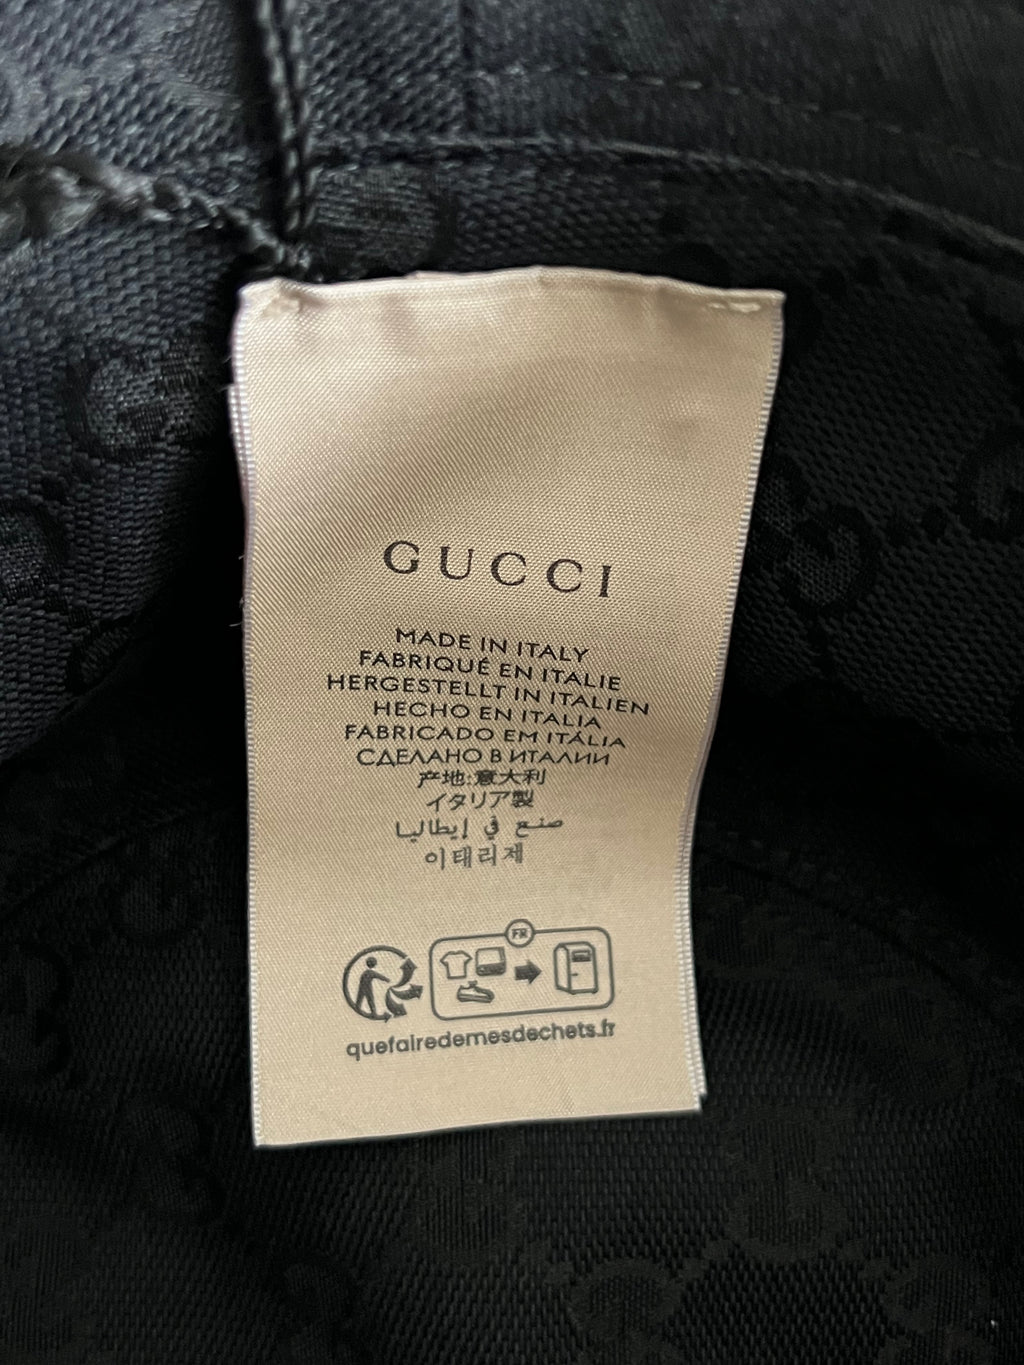 GUCCI
MADE IN ITALY
FABRIQUÉ EN ITALIE
HERGESTELLT IN ITALIEN
HECHO EN ITALIA
FABRICADO EM ITÁLIA
СДЕЛАНО В ИТАЛИИ
产地:意大利
イタリア製
صنع في إيطاليا
이태리제
FR
quefairedemesdechets.fr